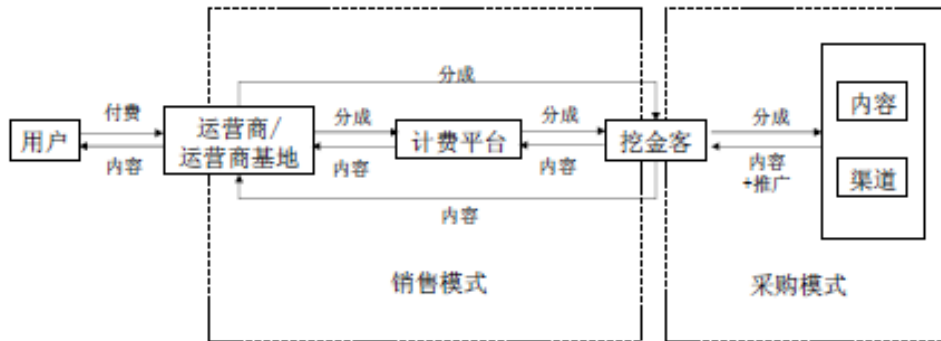 分成
付费
用户
内容
运营商/
运营商基地
分成
内容
计费平台
分成
内容
挖金客
分成
内容
+推广
内容
渠道
内容
销售模式
采购模式